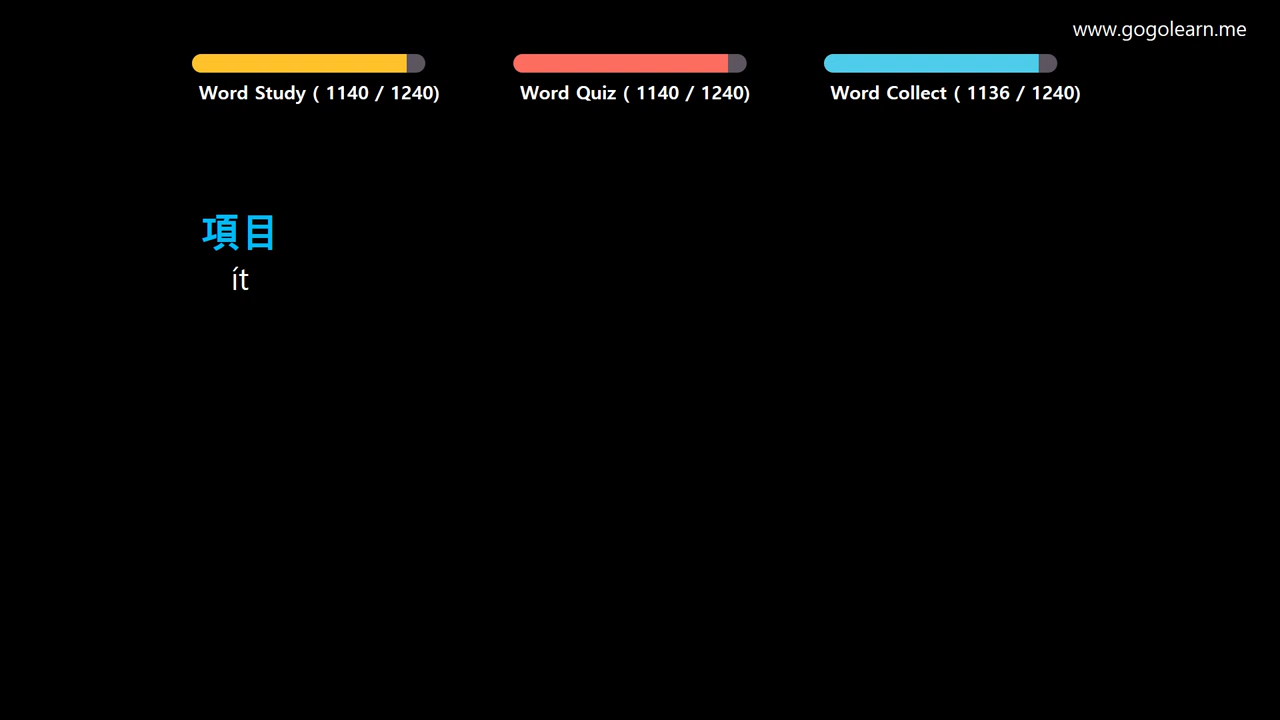 www.gogolearn.me
Word Study ( 1140 / 1240)
Word Quiz ( 1140 / 1240)
Word Collect ( 1136 / 1240)
項目
ít